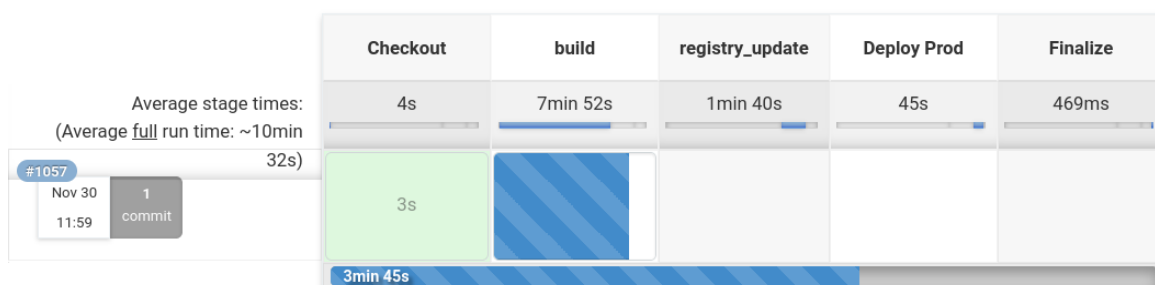 Checkout
build
registry_update
Deploy Prod
Finalize
Average stage times:
(Average full run time: ~10min
32s)
4s
7min 52s
1min 40s
45s
469ms
#1057
Nov 30
11:59
1
commit
3s
3min 45s